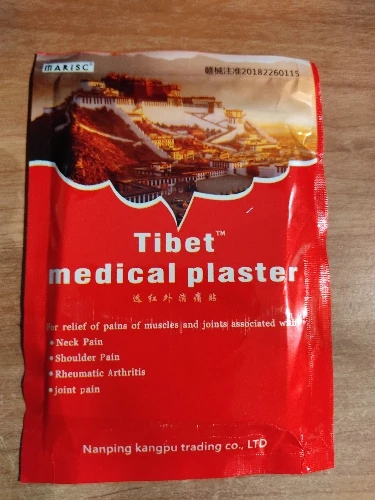 MARISC®
赣械注准20182260115
Tibet™
medical plaster
远红外消痛贴
For relief of pains of muscles and joints associated with:
• Neck Pain
• Shoulder Pain
• Rheumatic Arthritis
• joint pain
Nanping kangpu trading co., LTD